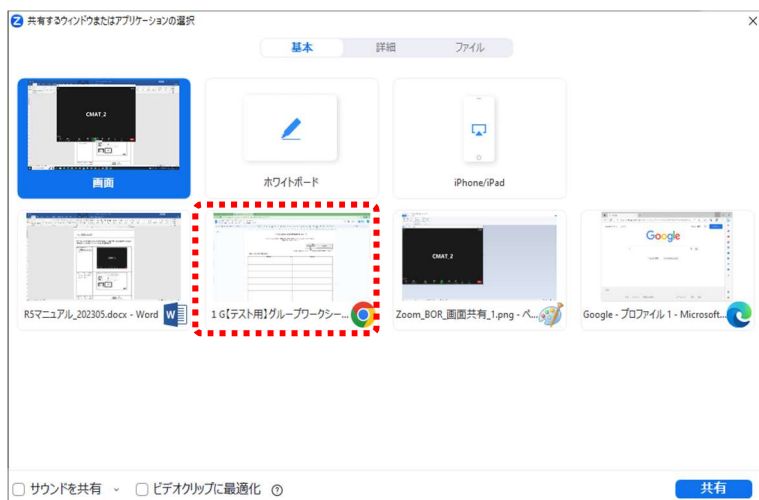 共有するウィンドウまたはアプリケーションの選択
基本 詳細 ファイル
CMAT_2
画面
ホワイトボード
iPhone/iPad
R5マニュアル_202305.docx - Word
1 G【テスト用】グループワークシー...
CMAT_2
Zoom_BOR_画面共有_1.png - ペ...
Google
Google - プロファイル 1 - Microsoft...
サウンドを共有 ビデオクリップに最適化
共有